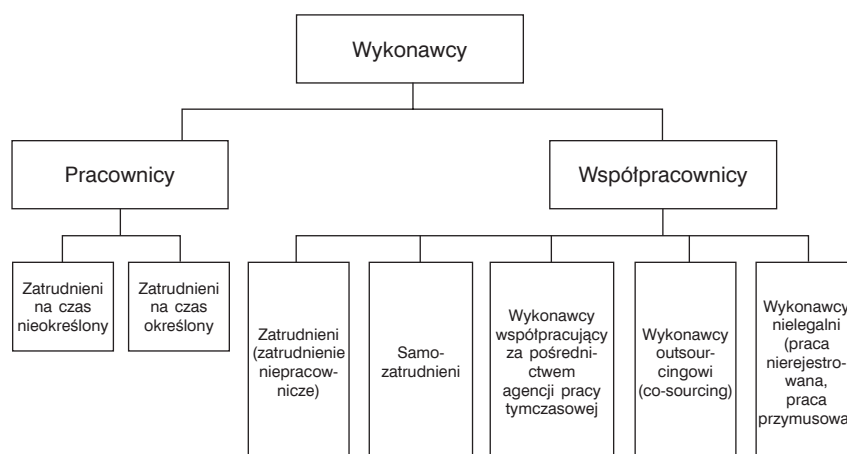 Wykonawcy
Pracownicy
Współpracownicy
Zatrudnieni
na czas
nieokreślony
Zatrudnieni
na czas
określony
Zatrudnieni
(zatrudnienie
niepracow-
nicze)
Samo-
zatrudnieni
Wykonawcy
współpracujący
za pośredni-
ctwem
agencji pracy
tymczasowej
Wykonawcy
outsour-
cingowi
(co-sourcing)
Wykonawcy
nielegalni
(praca
nierejestro-
wana,
praca
przymusowa